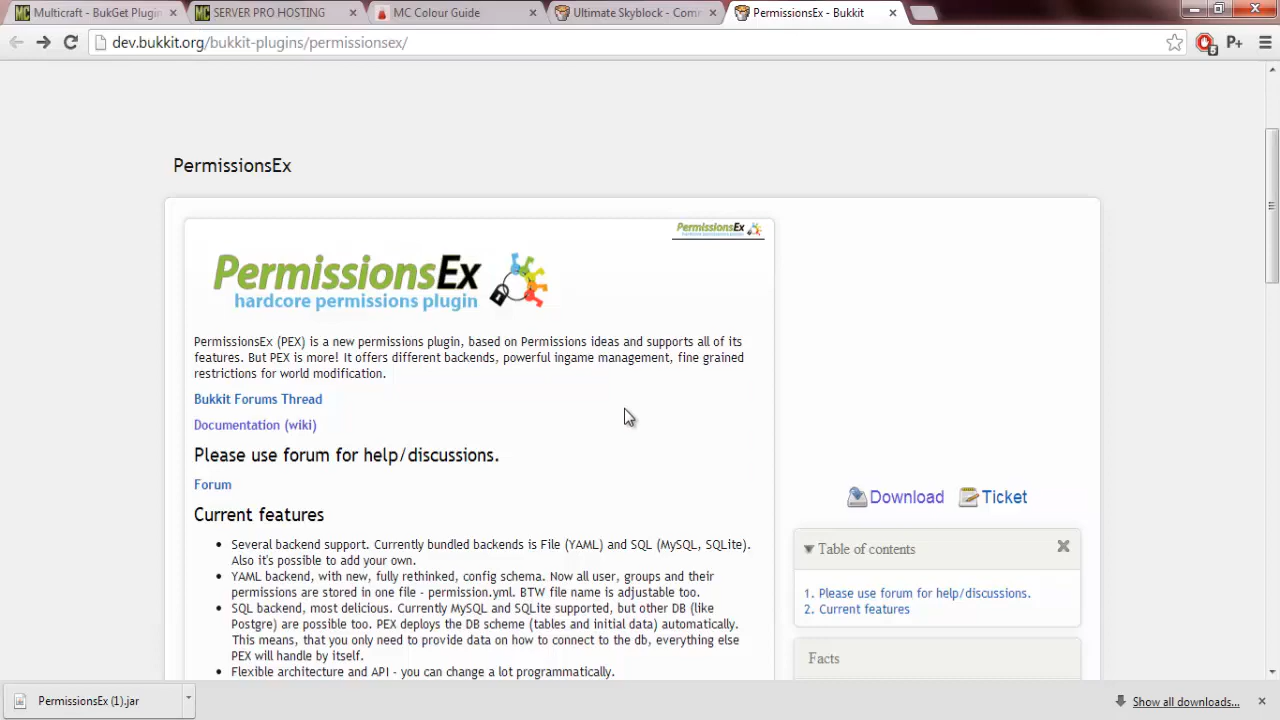 Multicraft - BukGet Plugin
SERVER PRO HOSTING
MC Colour Guide
Ultimate Skyblock - Com
PermissionsEx - Bukkit
dev.bukkit.org/bukkit-plugins/permissionsex/
PermissionsEx
PermissionsEx
PermissionsEx
hardcore permissions plugin
PermissionsEx (PEX) is a new permissions plugin, based on Permissions ideas and supports all of its
features. But PEX is more! It offers different backends, powerful ingame management, fine grained
restrictions for world modification.
Bukkit Forums Thread
Documentation (wiki)
Please use forum for help/discussions.
Forum
Current features
• Several backend support. Currently bundled backends is File (YAML) and SQL (MySQL, SQLite).
Also it's possible to add your own.
• YAML backend, with new, fully rethinked, config schema. Now all user, groups and their
permissions are stored in one file - permission.yml. BTW file name is adjustable too.
• SQL backend, most delicious. Currently MySQL and SQLite supported, but other DB (like
Postgre) are possible too. PEX deploys the DB scheme (tables and initial data) automatically.
This means, that you only need to provide data on how to connect to the db, everything else
PEX will handle by itself.
• Flexible architecture and API - you can change a lot programmatically.
Download Ticket
Table of contents
1. Please use forum for help/discussions.
2. Current features
Facts
PermissionsEx (1).jar
Show all downloads...